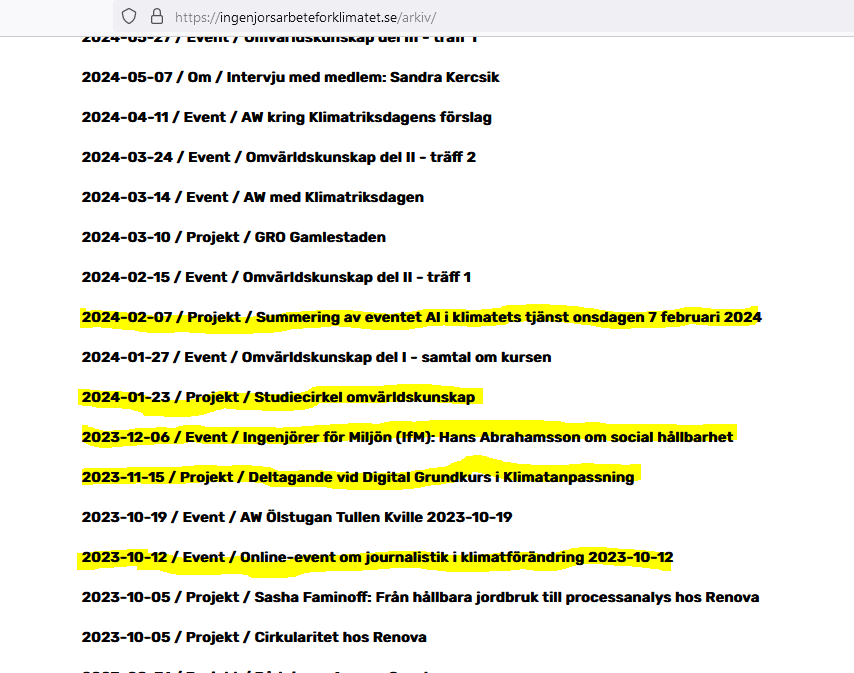 https://ingenjorsarbeteforklimatet.se/arkiv/
2024-05-27 / Event / Omvärldskunskap del III - träff 1
2024-05-07 / Om / Intervju med medlem: Sandra Kercsik
2024-04-11 / Event / AW kring Klimatriksdagens förslag
2024-03-24 / Event / Omvärldskunskap del II - träff 2
2024-03-14 / Event / AW med Klimatriksdagen
2024-03-10 / Projekt / GRO Gamlestaden
2024-02-15 / Event / Omvärldskunskap del II - träff 1
2024-02-07 / Projekt / Summering av eventet AI i klimatets tjänst onsdagen 7 februari 2024
2024-01-27 / Event / Omvärldskunskap del I - samtal om kursen
2024-01-23 / Projekt / Studiecirkel omvärldskunskap
2023-12-06 / Event / Ingenjörer för Miljön (IfM): Hans Abrahamsson om social hållbarhet
2023-11-15 / Projekt / Deltagande vid Digital Grundkurs i Klimatanpassning
2023-10-19 / Event / AW Ölstugan Tullen Kville 2023-10-19
2023-10-12 / Event / Online-event om journalistik i klimatförändring 2023-10-12
2023-10-05 / Projekt / Sasha Faminoff: Från hållbara jordbruk till processanalys hos Renova
2023-10-05 / Projekt / Cirkularitet hos Renova